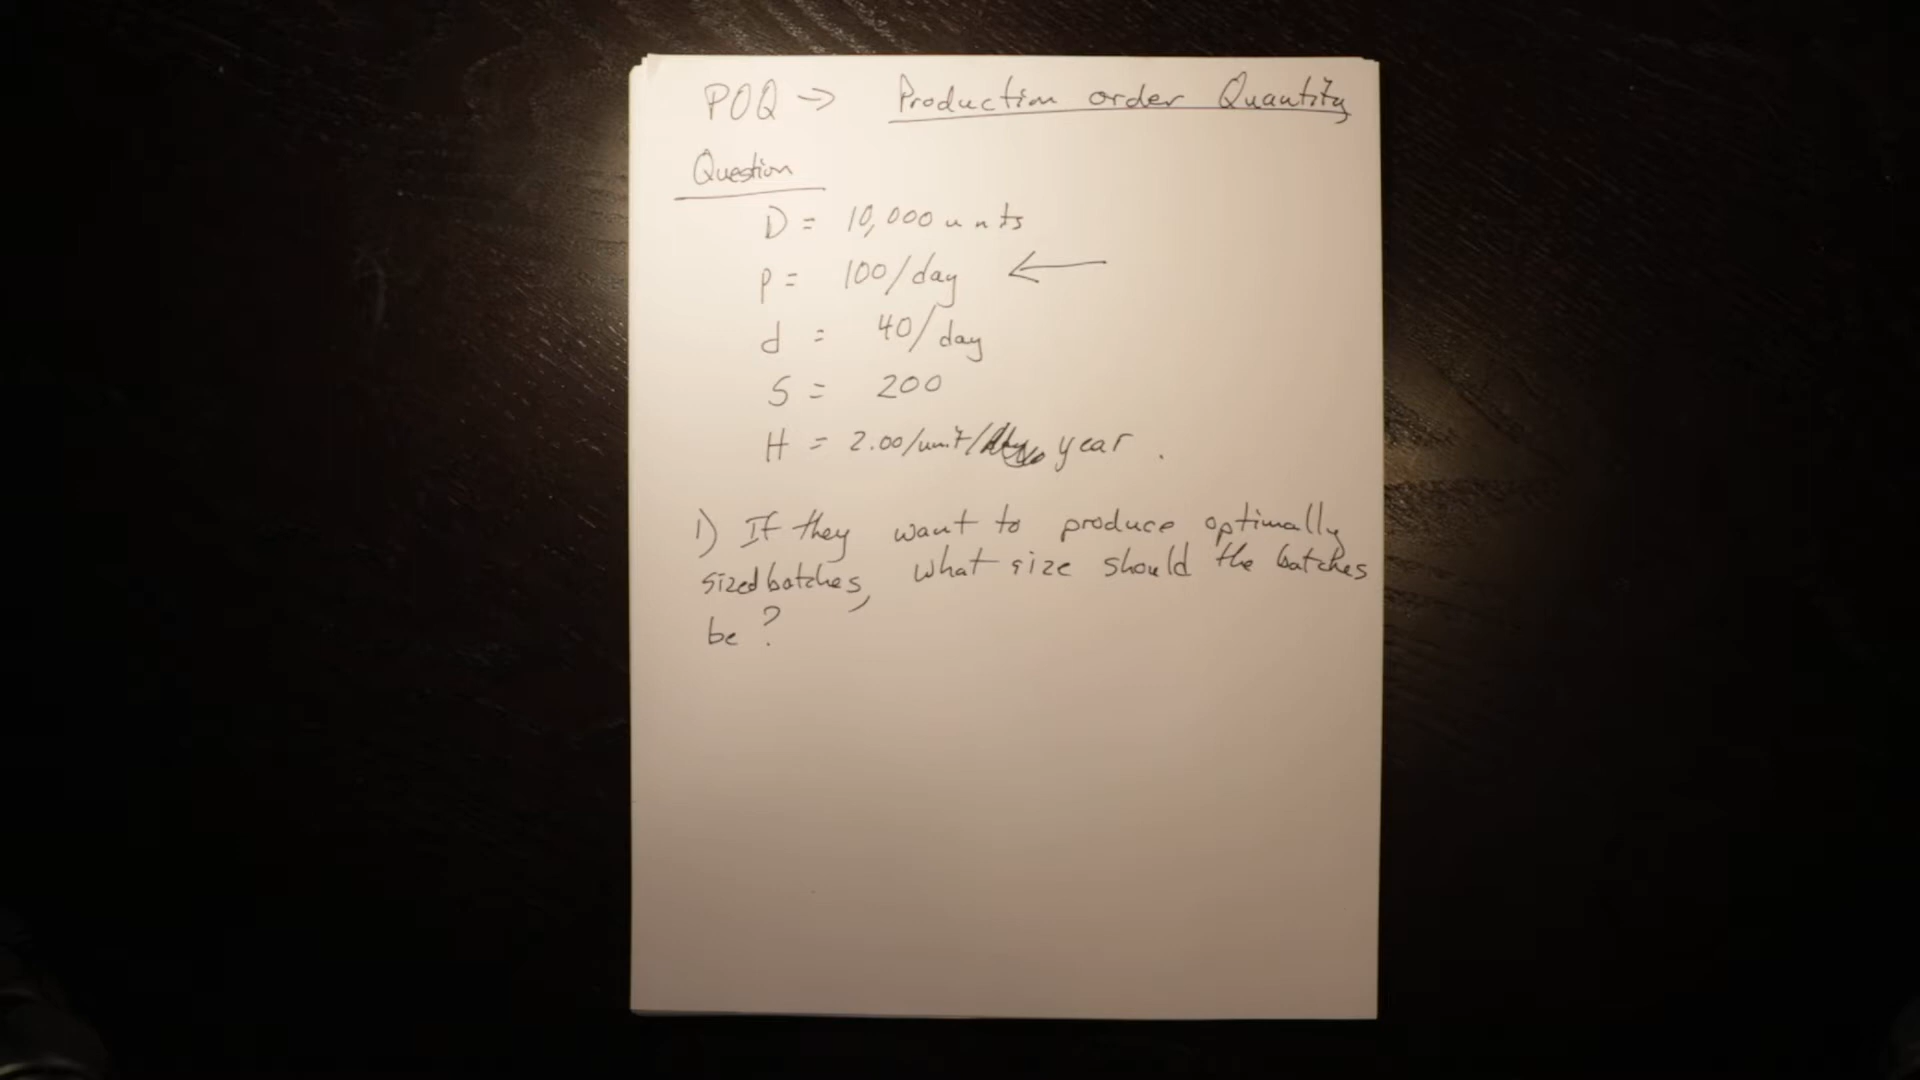 POQ → Production order Quantity
Question
D = 10,000 units
P = 100/day ←
d = 40/day
S = 200
H = 2.00/unit/ year.
1) If they want to produce optimally
sized batches, what size should the batches
be?